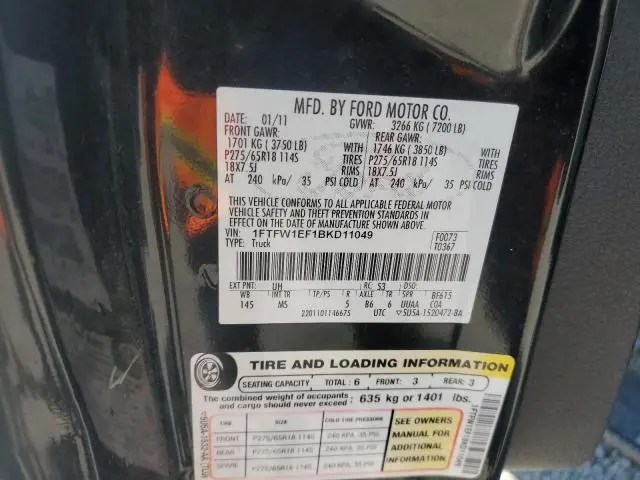 MFD. BY FORD MOTOR CO.
DATE: 01/11 GVWR: 3266 KG ( 7200 LB)
FRONT GAWR: REAR GAWR:
1701 KG ( 3750 LB) WITH 1746 KG ( 3850 LB) WITH
P275/65R18 114S TIRES P275/65R18 114S TIRES
18X7.5J RIMS 18X7.5J RIMS
AT 240 kPa/ 35 PSI COLD AT 240 kPa/ 35 PSI COLD
THIS VEHICLE CONFORMS TO ALL APPLICABLE FEDERAL MOTOR
VEHICLE SAFETY AND THEFT PREVENTION STANDARDS IN
EFFECT ON THE DATE OF MANUFACTURE SHOWN ABOVE.
VIN: 1FTFW1EF1BKD11049 F0073
TYPE: Truck T0367
EXT PNT: UH RC: 53 DSO:
WB INT TR TP/PS R AXLE TR SPR BF6T5
145 MS 5 B6 6 UUAA COA
2201101146675 UTC 5U5A-1520472-BA
TIRE AND LOADING INFORMATION
SEATING CAPACITY TOTAL: 6 FRONT: 3 REAR: 3
The combined weight of occupants and cargo should never exceed: 635 kg or 1401 lbs.
TIRE SIZE COLD TIRE PRESSURE SEE OWNERS
FRONT P275/65R18 114S 240 KPA, 35 PSI MANUAL FOR
REAR P275/65R18 114S 240 KPA, 35 PSI ADDITIONAL
SPARE P275/65R18 114S 240 KPA, 35 PSI INFORMATION